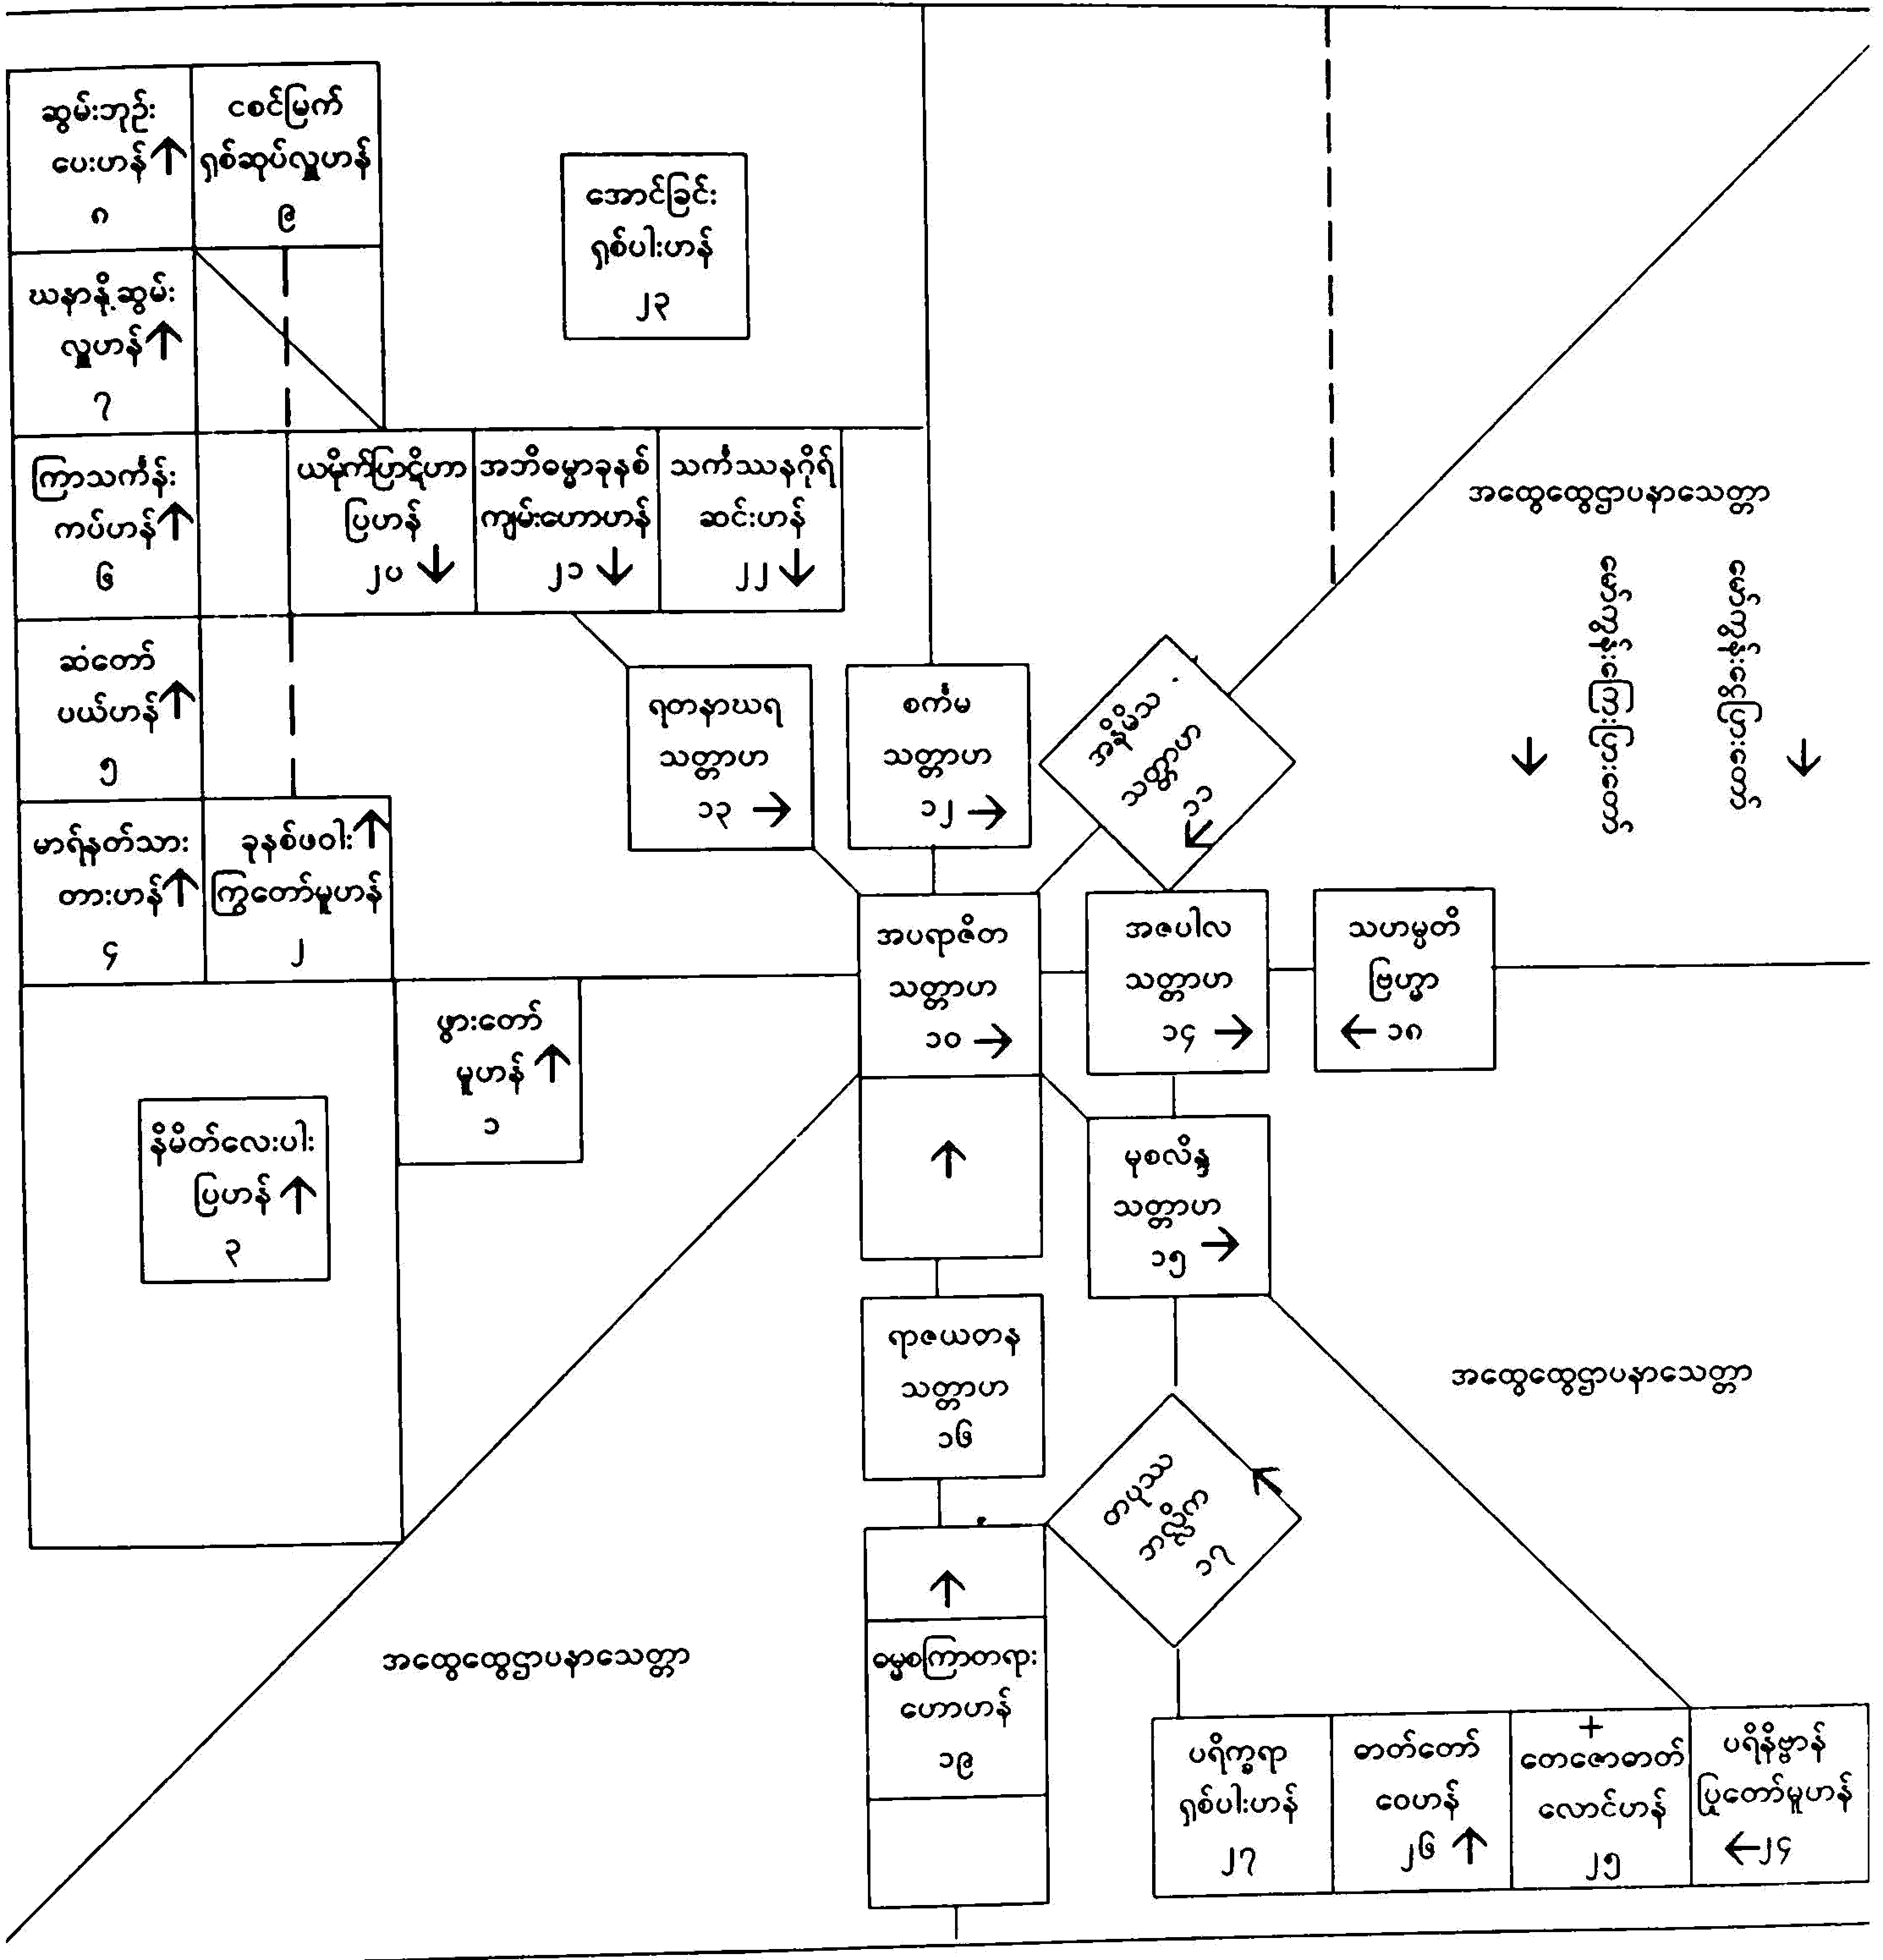 ဆွမ်းဘုဉ်း
ပေးဟန်
၈
ငစင်မြက်
ရှစ်ဆုပ်လှူဟန်
၉
အောင်ခြင်း
ရှစ်ပါးဟန်
၂၃
ဃနာနို့ဆွမ်း
လှူဟန်
၇
ကြာသင်္ကန်း
ကပ်ဟန်
၆
ယမိုက်ပြာဋိဟာ
ပြဟန်
၂၀
အဘိဓမ္မာခုနစ်
ကျမ်းဟောဟန်
၂၁
သင်္ကဿနဂိုရ်
ဆင်းဟန်
၂၂
အထွေထွေဌာပနာသေတ္တာ
ဆံတော်
ပယ်ဟန်
၅
ရတနာဃရ
သတ္တာဟ
၁၃
စင်္ကမ
သတ္တာဟ
၁၂
အနိမိသ
သတ္တာဟ
၁၁
မာရ်နတ်သား
တားဟန်
၄
ခုနစ်ဖဝါး
ကြွတော်မူဟန်
၂
အပရာဇိတ
သတ္တာဟ
၁၀
အဇပါလ
သတ္တာဟ
၁၄
သဟမ္ပတိ
ဗြဟ္မာ
၁၈
ဖွားတော်
မူဟန်
၁
နိမိတ်လေးပါး
ပြဟန်
၃
မုစလိန္ဒ
သတ္တာဟ
၁၅
ရာဇယတန
သတ္တာဟ
၁၆
တပုဿ
ဘလ္လိက
၁၇
အထွေထွေဌာပနာသေတ္တာ
အထွေထွေဌာပနာသေတ္တာ
ဓမ္မစကြာတရား
ဟောဟန်
၁၉
ပရိက္ခရာ
ရှစ်ပါးဟန်
၂၇
ဓာတ်တော်
ဝေဟန်
၂၆
+
တေဇောဓာတ်
လောင်ဟန်
၂၅
ပရိနိဗ္ဗာန်
ပြုတော်မူဟန်
၂၄